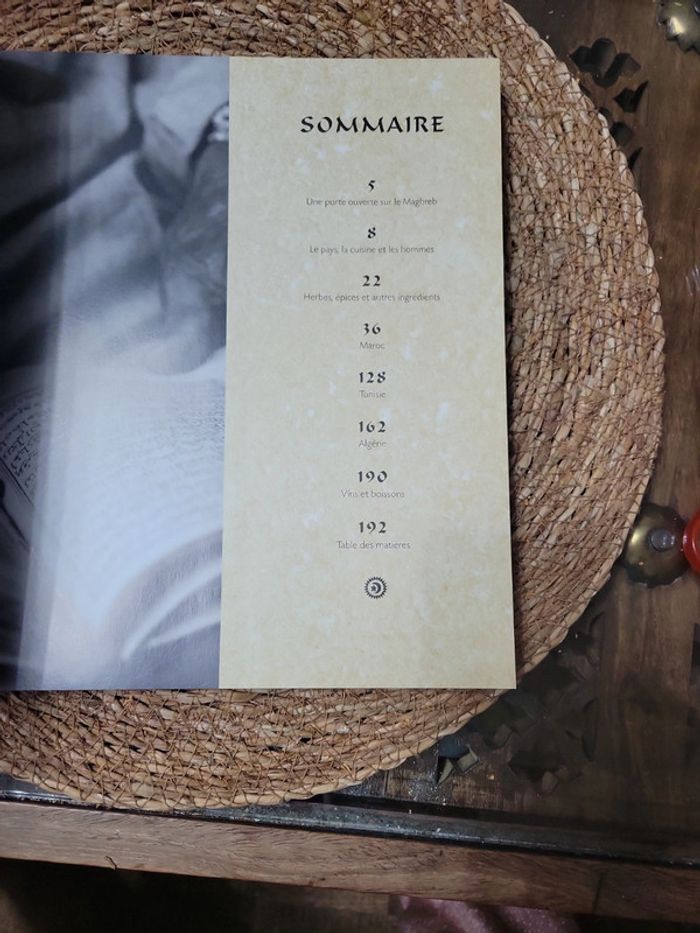 SOMMAIRE
5
Une porte ouverte sur le Maghreb
8
Le pays, la cuisine et les hommes
22
Herbes, épices et autres ingrédients
36
Maroc
128
Tunisie
162
Algérie
190
Vins et boissons
192
Table des matières